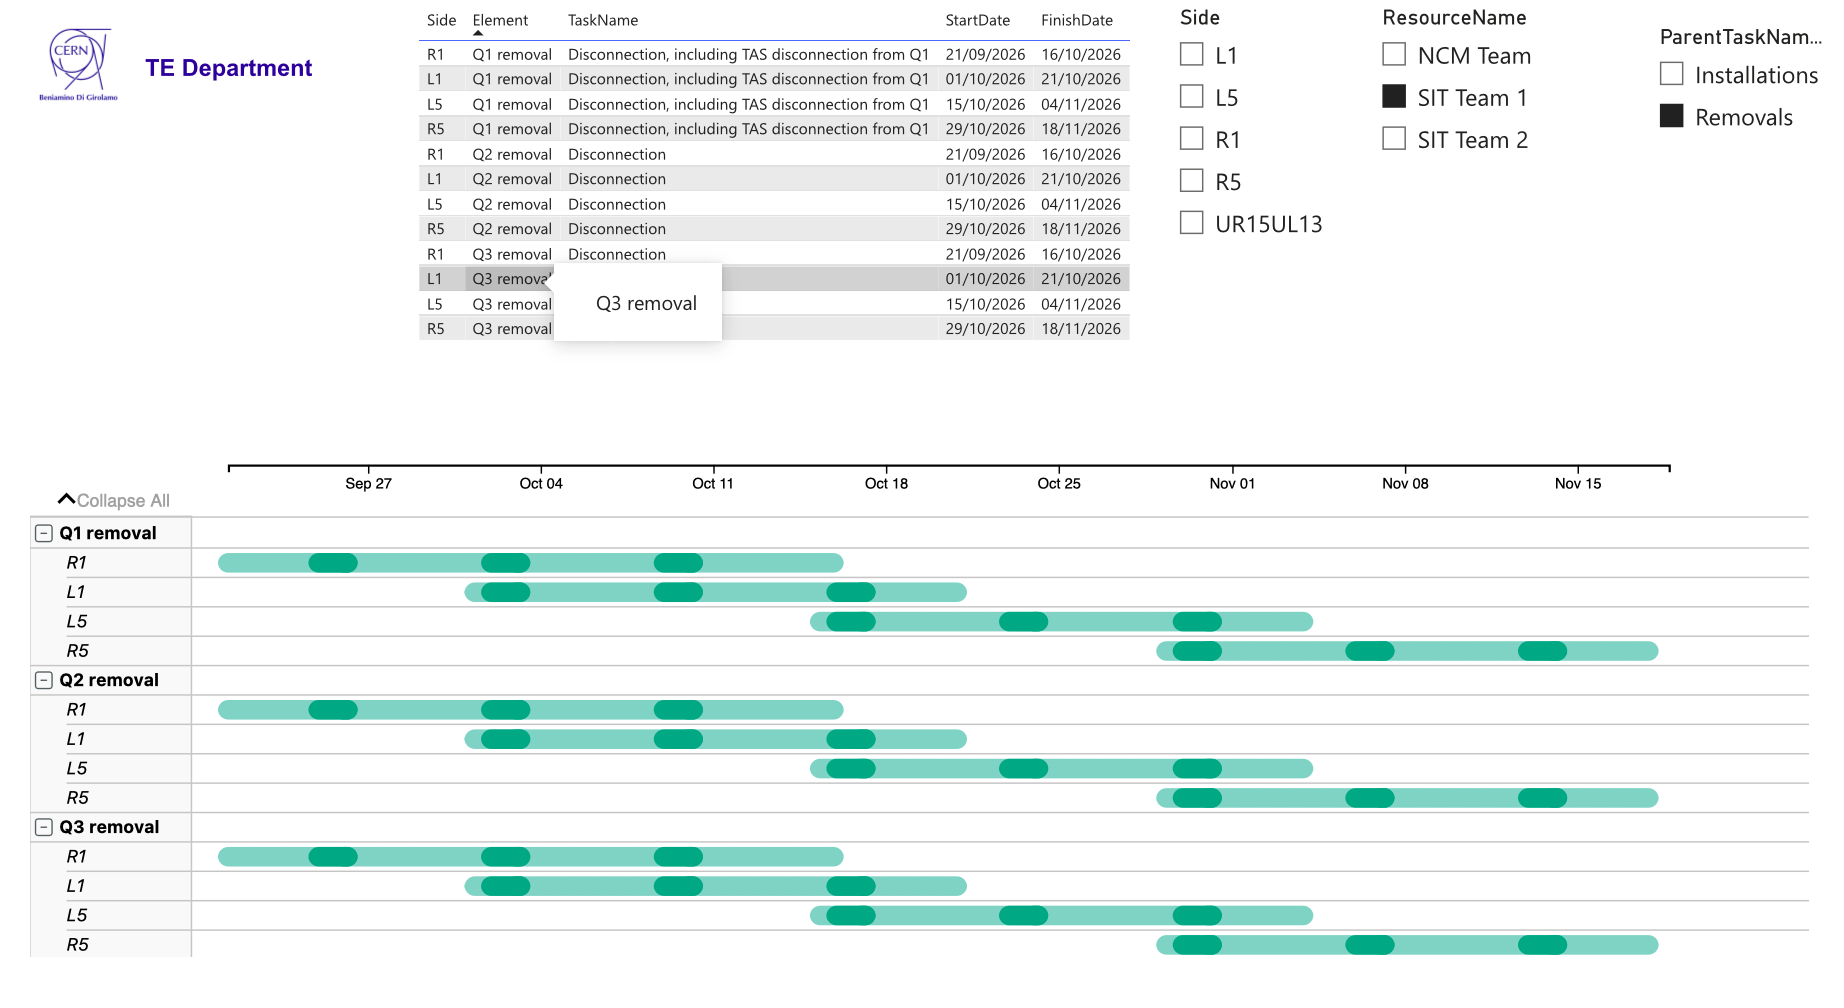 CERN
Beniamino Di Girolamo
TE Department
Side Element TaskName StartDate FinishDate
R1 Q1 removal Disconnection, including TAS disconnection from Q1 21/09/2026 16/10/2026
L1 Q1 removal Disconnection, including TAS disconnection from Q1 01/10/2026 21/10/2026
L5 Q1 removal Disconnection, including TAS disconnection from Q1 15/10/2026 04/11/2026
R5 Q1 removal Disconnection, including TAS disconnection from Q1 29/10/2026 18/11/2026
R1 Q2 removal Disconnection 21/09/2026 16/10/2026
L1 Q2 removal Disconnection 01/10/2026 21/10/2026
L5 Q2 removal Disconnection 15/10/2026 04/11/2026
R5 Q2 removal Disconnection 29/10/2026 18/11/2026
R1 Q3 removal Disconnection 21/09/2026 16/10/2026
L1 Q3 removal 01/10/2026 21/10/2026
L5 Q3 removal 15/10/2026 04/11/2026
R5 Q3 removal 29/10/2026 18/11/2026
Q3 removal
Side
L1
L5
R1
R5
UR15UL13
ResourceName
NCM Team
SIT Team 1
SIT Team 2
ParentTaskNam...
Installations
Removals
Sep 27 Oct 04 Oct 11 Oct 18 Oct 25 Nov 01 Nov 08 Nov 15
Collapse All
Q1 removal
R1
L1
L5
R5
Q2 removal
R1
L1
L5
R5
Q3 removal
R1
L1
L5
R5